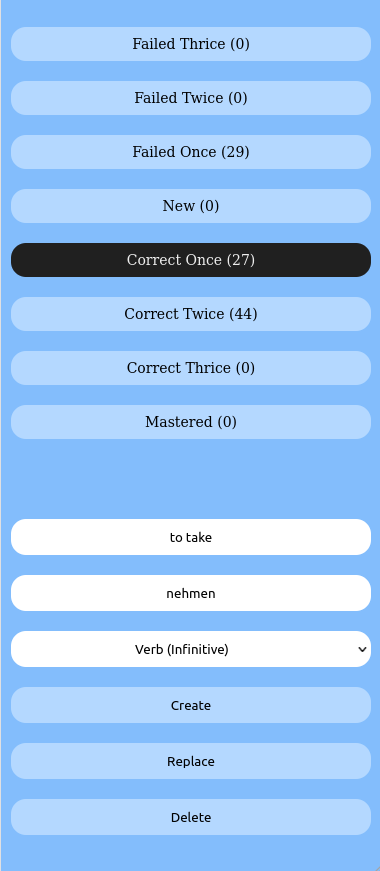 Failed Thrice (0)
Failed Twice (0)
Failed Once (29)
New (0)
Correct Once (27)
Correct Twice (44)
Correct Thrice (0)
Mastered (0)
to take
nehmen
Verb (Infinitive)
Create
Replace
Delete